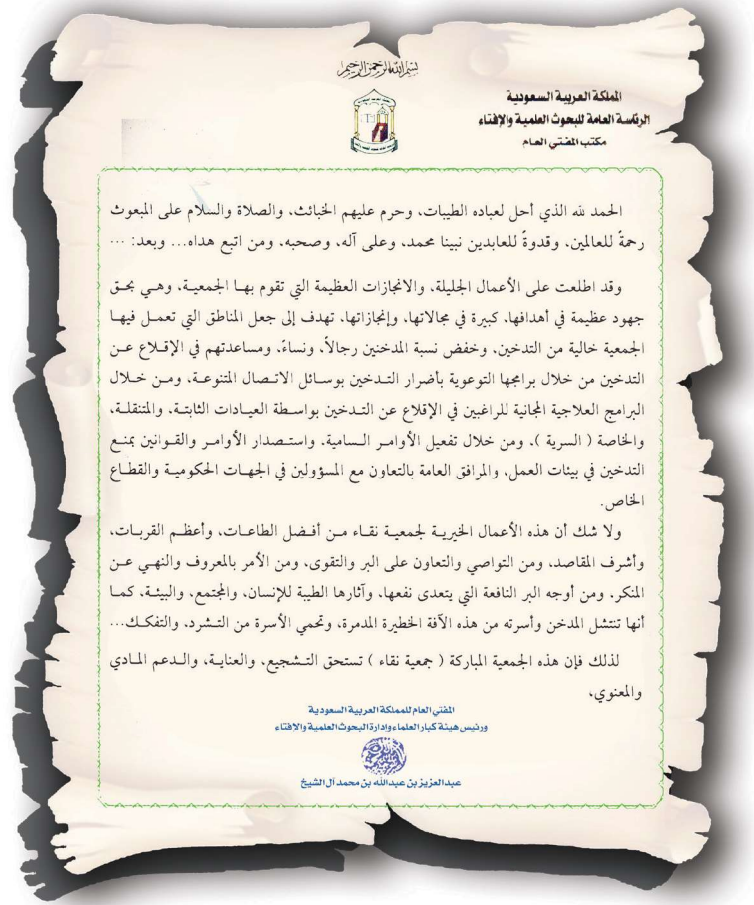 بسم الله الرحمن الرحيم
المملكة العربية السعودية
الرئاسة العامة للبحوث العلمية والإفتاء
مكتب المفتي العام
الحمد لله الذي أحل لعباده الطيبات، وحرم عليهم الخبائث، والصلاة والسلام على المبعوث
رحمةً للعالمين، وقدوةً للعابدين نبينا محمد، وعلى آله، وصحبه، ومن اتبع هداه... وبعد: ...
وقد اطلعت على الأعمال الجليلة، والانجازات العظيمة التي تقوم بها الجمعية، وهي بحق
جهود عظيمة في أهدافها، كبيرة في مجالاتها، وإنجازاتها، تهدف إلى جعل المناطق التي تعمل فيها
الجمعية خالية من التدخين، وخفض نسبة المدخنين رجالاً، ونساءً، ومساعدتهم في الإقلاع عن
التدخين من خلال برامجها التوعوية بأضرار التدخين بوسائل الاتصال المتنوعة، ومن خلال
البرامج العلاجية المجانية للراغبين في الإقلاع عن التدخين بواسطة العيادات الثابتة، والمتنقلة،
والخاصة ( السرية )، ومن خلال تفعيل الأوامر السامية، واستصدار الأوامر والقوانين بمنع
التدخين في بيئات العمل، والمرافق العامة بالتعاون مع المسؤولين في الجهات الحكومية والقطاع
الخاص.
ولا شك أن هذه الأعمال الخيرية لجمعية نقاء من أفضل الطاعات، وأعظم القربات،
وأشرف المقاصد، ومن التواصي والتعاون على البر والتقوى، ومن الأمر بالمعروف والنهي عن
المنكر، ومن أوجه البر النافعة التي يتعدى نفعها، وآثارها الطيبة للإنسان، والمجتمع، والبيئة، كما
أنها تنتشل المدخن وأسرته من هذه الآفة الخطيرة المدمرة، وتحمي الأسرة من التشرد، والتفكك...
لذلك فإن هذه الجمعية المباركة ( جمعية نقاء ) تستحق التشجيع، والعناية، والدعم المادي
والمعنوي،
المفتي العام للمملكة العربية السعودية
ورئيس هيئة كبار العلماء وادارة البحوث العلمية والافتاء
عبدالعزيز بن عبدالله بن محمد آل الشيخ